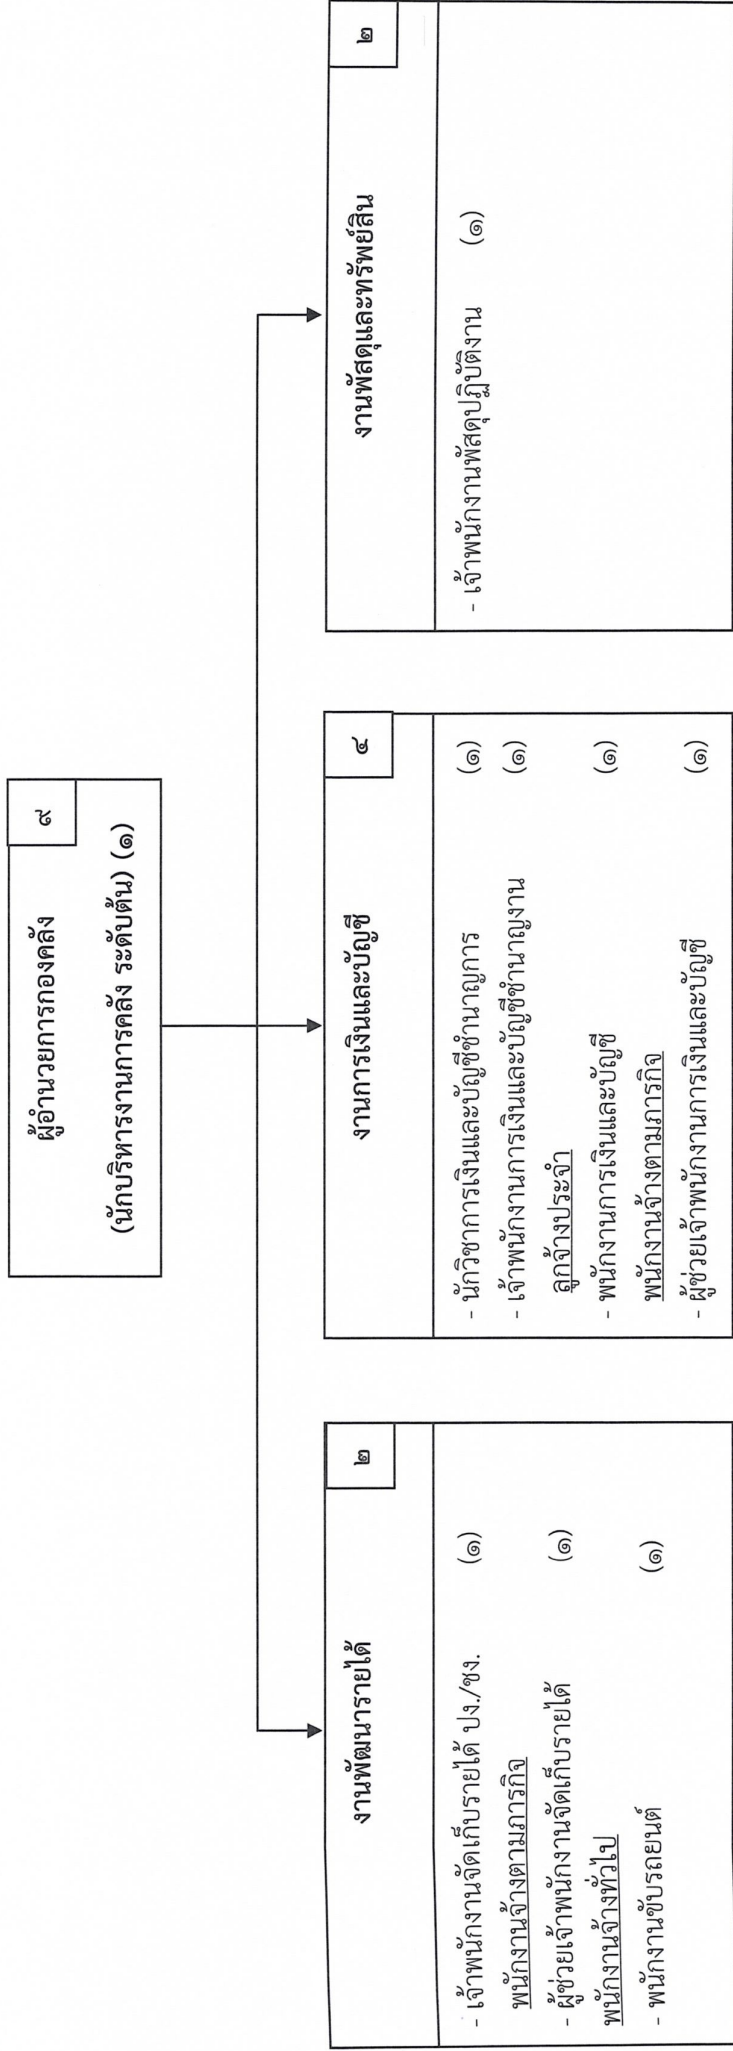 ๙
ผู้อำนวยการกองคลัง
(นักบริหารงานการคลัง ระดับต้น) (๑)
๒
งานพัฒนารายได้
- เจ้าพนักงานจัดเก็บรายได้ ปง./ชง. (๑)
พนักงานจ้างตามภารกิจ
- ผู้ช่วยเจ้าพนักงานจัดเก็บรายได้ (๑)
พนักงานจ้างทั่วไป
- พนักงานขับรถยนต์ (๑)
๔
งานการเงินและบัญชี
- นักวิชาการเงินและบัญชีชำนาญการ (๑)
- เจ้าพนักงานการเงินและบัญชีชำนาญงาน (๑)
ลูกจ้างประจำ
- พนักงานการเงินและบัญชี (๑)
พนักงานจ้างตามภารกิจ
- ผู้ช่วยเจ้าพนักงานการเงินและบัญชี (๑)
๒
งานพัสดุและทรัพย์สิน
- เจ้าพนักงานพัสดุปฏิบัติงาน (๑)